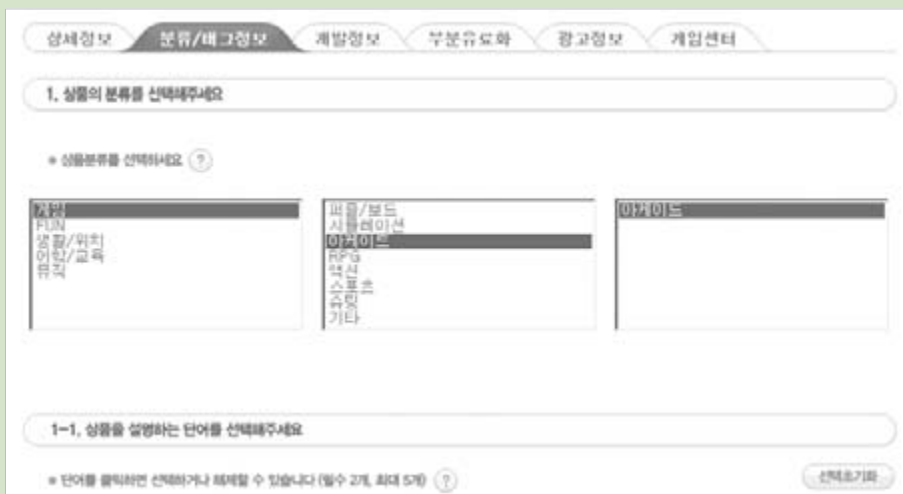 상세정보 분류/태그정보 개발정보 부분유료화 광고정보 게임센터
1. 상품의 분류를 선택해주세요
상품분류를 선택하세요 ?
게임
FUN
생활/위치
어학/교육
뮤직
퍼즐/보드
시뮬레이션
아케이드
RPG
액션
스포츠
슈팅
기타
아케이드
1-1. 상품을 설명하는 단어를 선택해주세요
단어를 클릭하면 선택하거나 해제할 수 있습니다 (필수 2개, 최대 5개) ?
선택초기화